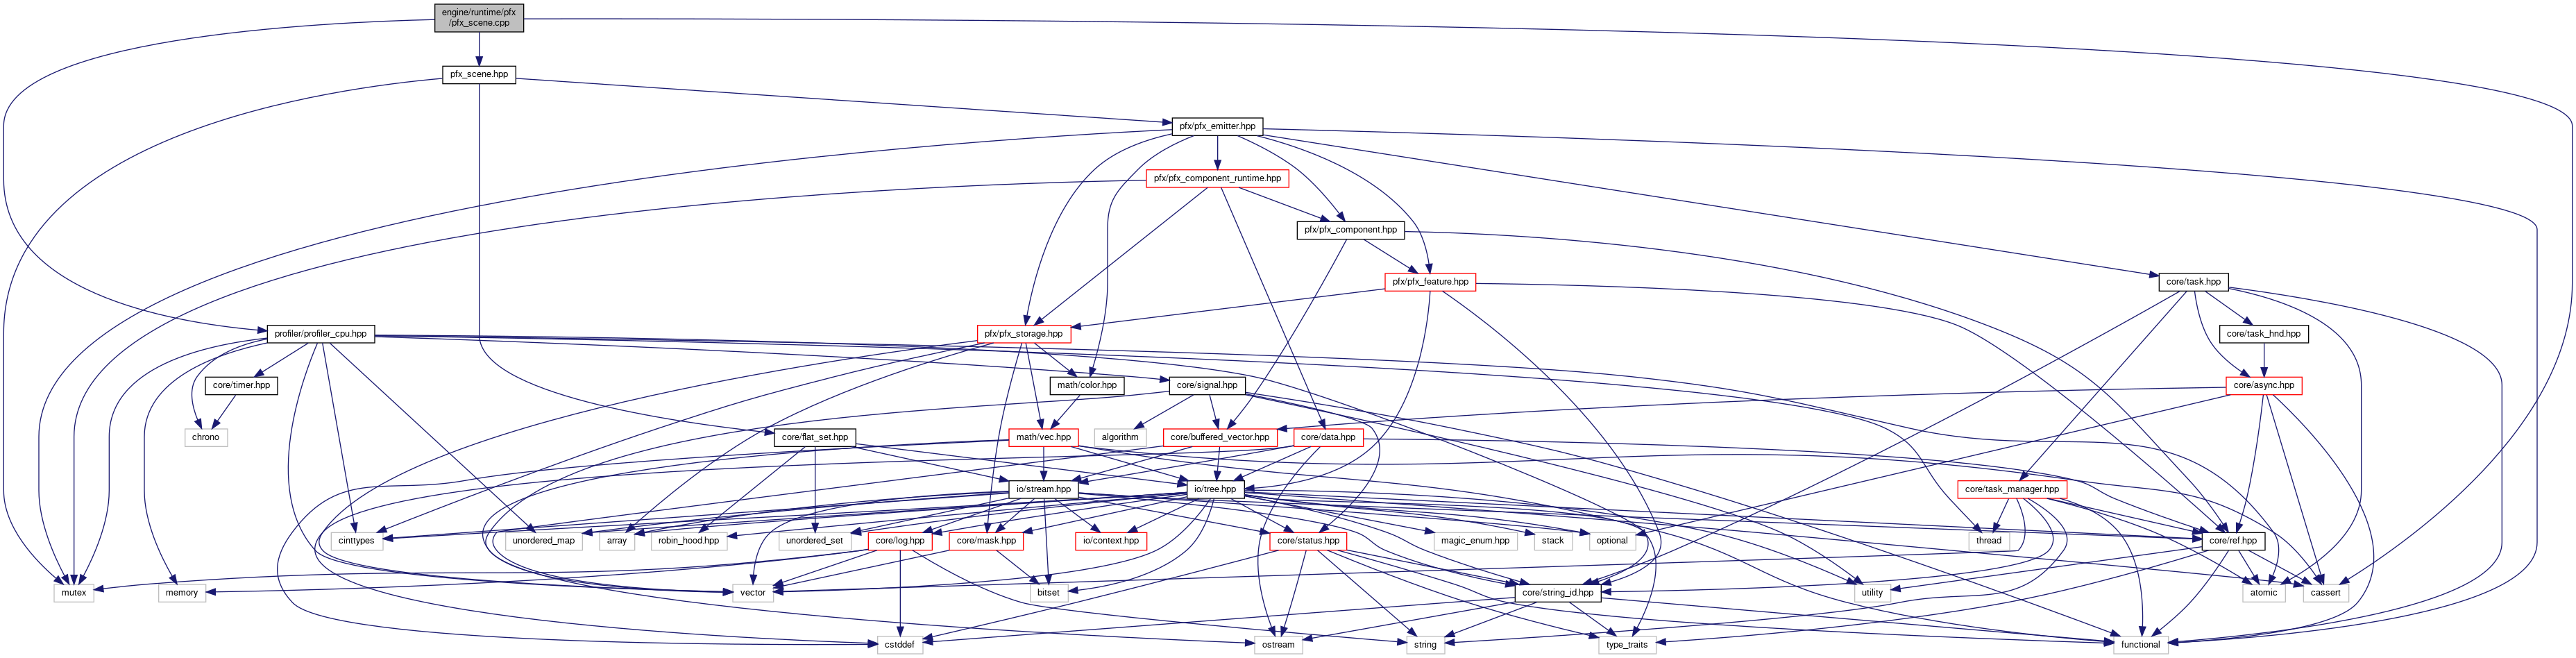 engine/runtime/pfx
/pfx_scene.cpp
pfx_scene.hpp
pfx/pfx_emitter.hpp
pfx/pfx_component_runtime.hpp
pfx/pfx_component.hpp
pfx/pfx_feature.hpp
core/task.hpp
profiler/profiler_cpu.hpp
pfx/pfx_storage.hpp
core/task_hnd.hpp
core/timer.hpp
math/color.hpp
core/signal.hpp
core/async.hpp
chrono
core/flat_set.hpp
math/vec.hpp
algorithm
core/buffered_vector.hpp
core/data.hpp
io/stream.hpp
io/tree.hpp
core/task_manager.hpp
cinttypes
unordered_map
array
robin_hood.hpp
unordered_set
core/log.hpp
core/mask.hpp
io/context.hpp
core/status.hpp
magic_enum.hpp
stack
optional
thread
core/ref.hpp
mutex
memory
vector
bitset
core/string_id.hpp
utility
atomic
cassert
cstddef
ostream
string
type_traits
functional